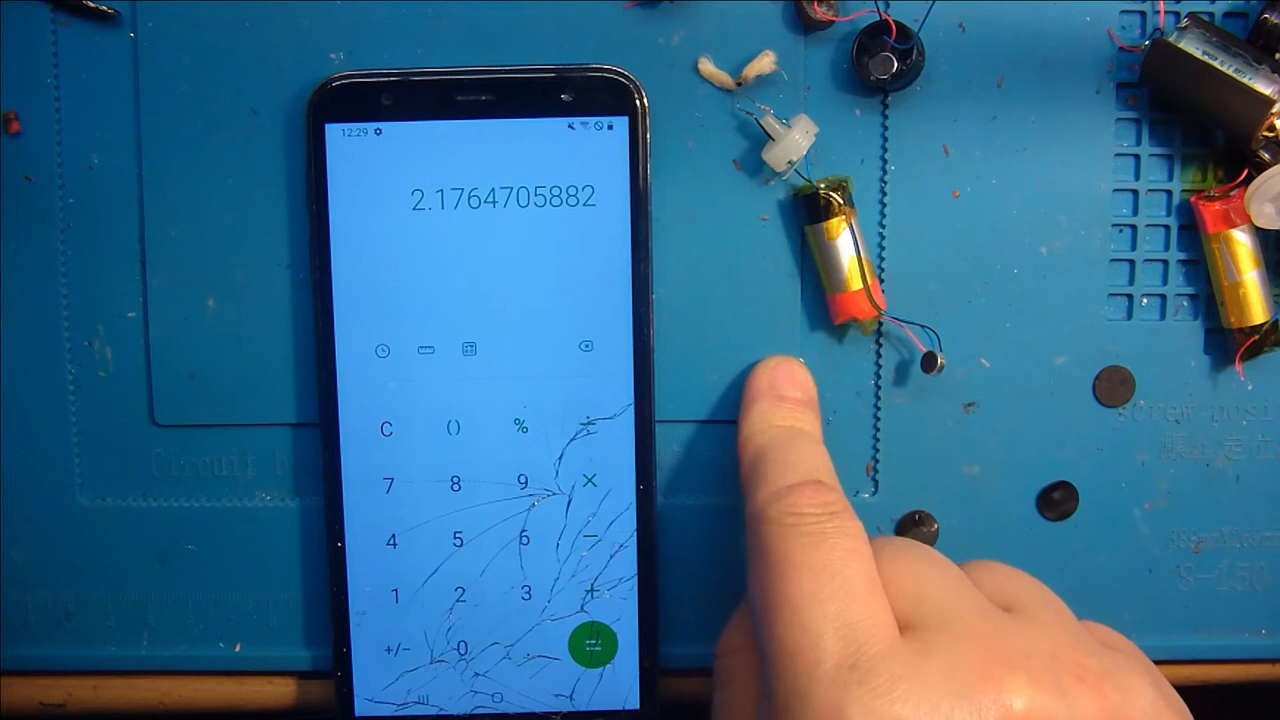 12:29
2.1764705882
C () % ÷
7 8 9 ×
4 5 6 −
1 2 3 +
+/- 0 . =
Circuit b
screw posi